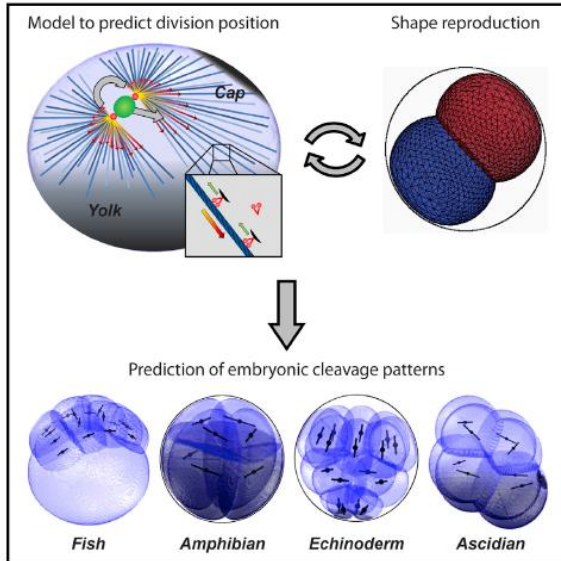 Model to predict division position
Shape reproduction
Cap
Yolk
Prediction of embryonic cleavage patterns
Fish Amphibian Echinoderm Ascidian